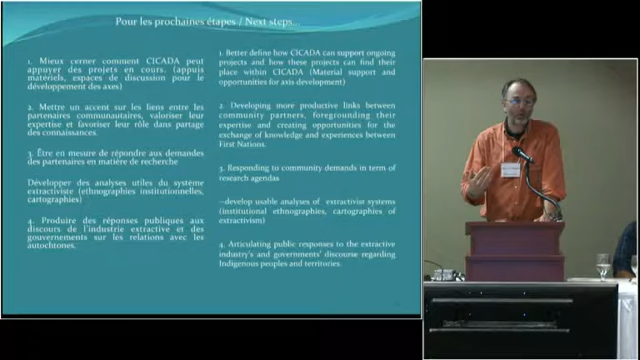 Pour les prochaines étapes / Next steps...
1. Mieux cerner comment CICADA peut
appuyer des projets en cours. (appuis
matériels, espaces de discussion pour le
développement des axes)
2. Mettre un accent sur les liens entre les
partenaires communautaires, valoriser leur
expertise et favoriser leur rôle dans partage
des connaissances.
3. Être en mesure de répondre aux demandes
des partenaires en matière de recherche
Développer des analyses utiles du système
extractiviste (ethnographies institutionnelles,
cartographies)
4. Produire des réponses publiques aux
discours de l'industrie extractive et des
gouvernements sur les relations avec les
autochtones.
1. Better define how CICADA can support ongoing
projects and how these projects can find their
place within CICADA (Material support and
opportunities for axis development)
2. Developing more productive links between
community partners, foregrounding their
expertise and creating opportunities for the
exchange of knowledge and experiences between
First Nations.
3. Responding to community demands in term of
research agendas
--develop usable analyses of extractivist systems
(institutional ethnographies, cartographies of
extractivism)
4. Articulating public responses to the extractive
industry's and governments' discourse regarding
Indigenous peoples and territories.